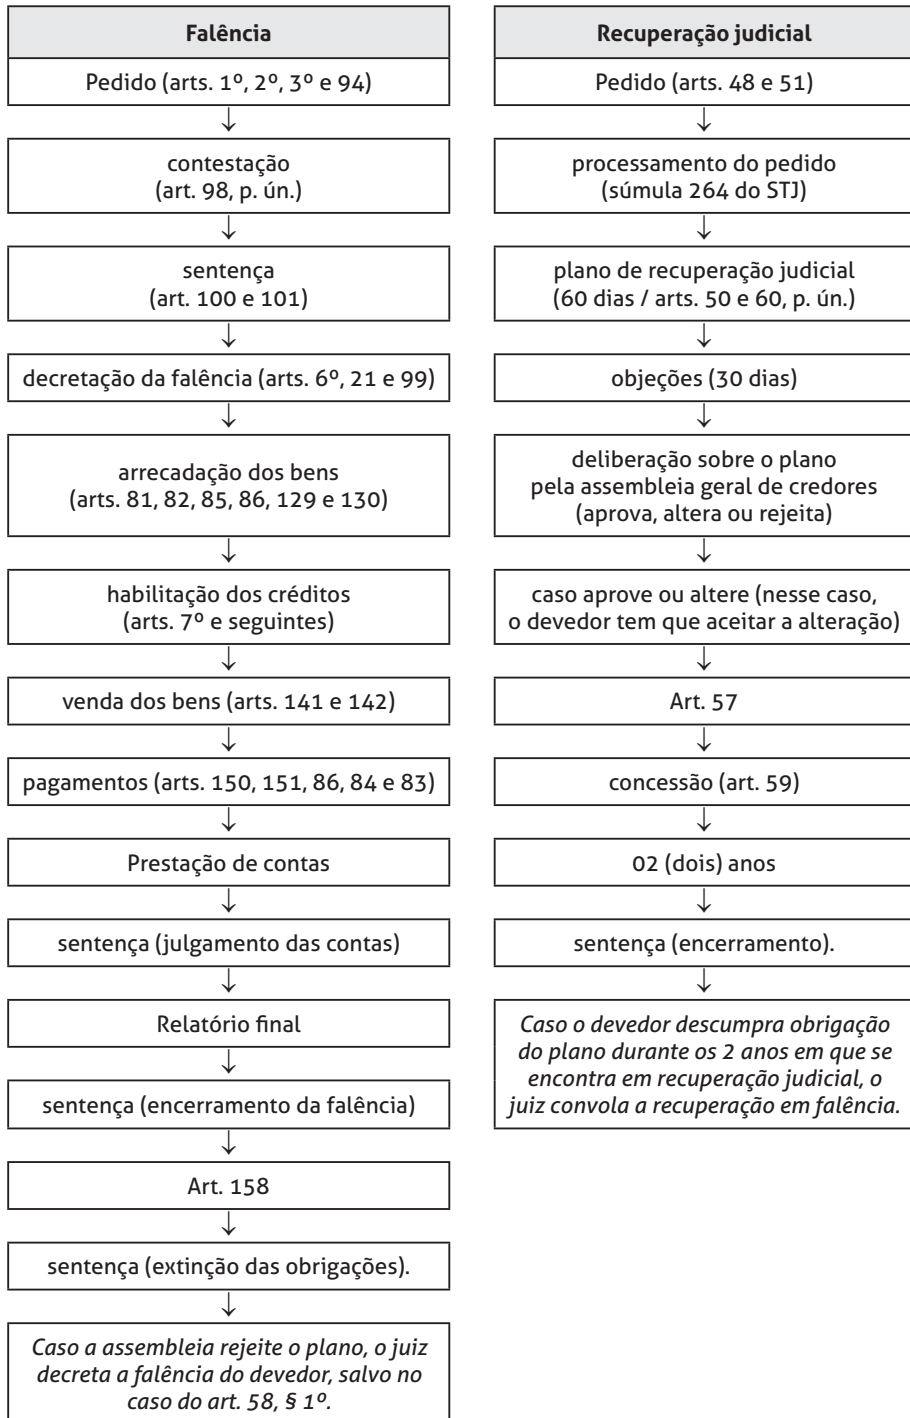 Falência
Pedido (arts. 1º, 2º, 3º e 94)
↓
contestação
(art. 98, p. ún.)
↓
sentença
(art. 100 e 101)
↓
decretação da falência (arts. 6º, 21 e 99)
↓
arrecadação dos bens
(arts. 81, 82, 85, 86, 129 e 130)
↓
habilitação dos créditos
(arts. 7º e seguintes)
↓
venda dos bens (arts. 141 e 142)
↓
pagamentos (arts. 150, 151, 86, 84 e 83)
↓
Prestação de contas
↓
sentença (julgamento das contas)
↓
Relatório final
↓
sentença (encerramento da falência)
↓
Art. 158
↓
sentença (extinção das obrigações).
↓
Caso a assembleia rejeite o plano, o juiz
decreta a falência do devedor, salvo no
caso do art. 58, § 1º.
Recuperação judicial
Pedido (arts. 48 e 51)
↓
processamento do pedido
(súmula 264 do STJ)
↓
plano de recuperação judicial
(60 dias / arts. 50 e 60, p. ún.)
↓
objeções (30 dias)
↓
deliberação sobre o plano
pela assembleia geral de credores
(aprova, altera ou rejeita)
↓
caso aprove ou altere (nesse caso,
o devedor tem que aceitar a alteração)
↓
Art. 57
↓
concessão (art. 59)
↓
02 (dois) anos
↓
sentença (encerramento).
↓
Caso o devedor descumpra obrigação
do plano durante os 2 anos em que se
encontra em recuperação judicial, o
juiz convola a recuperação em falência.